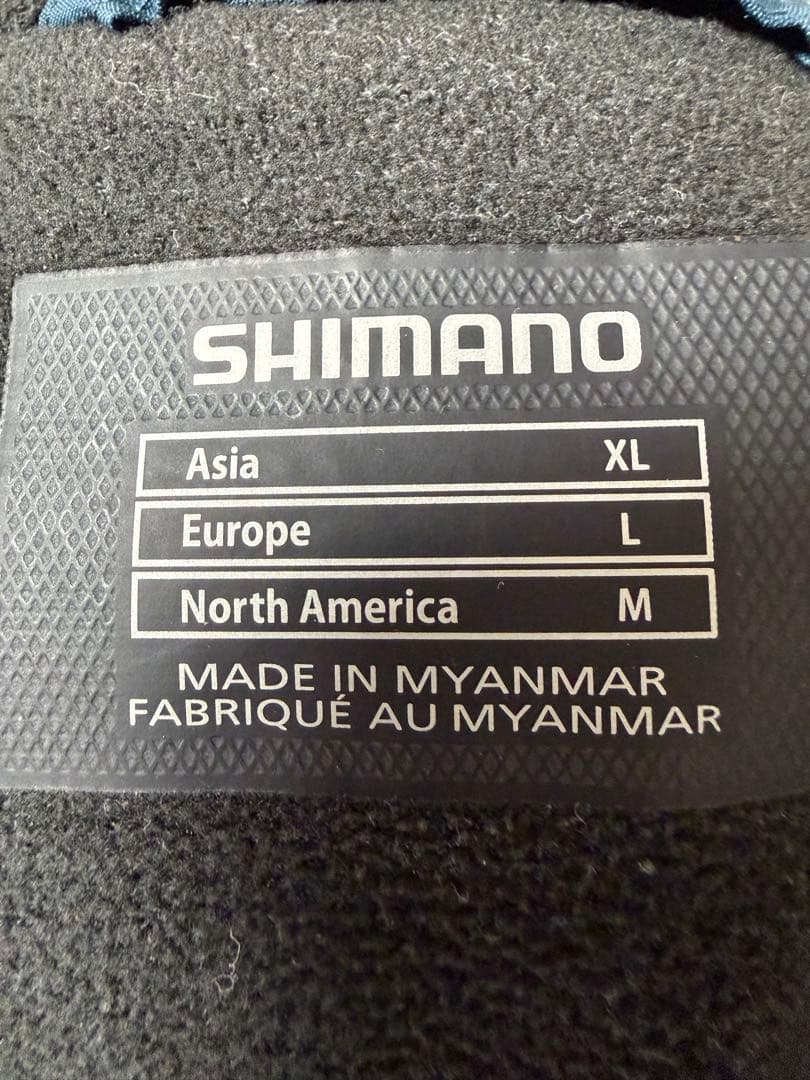 SHIMANO
Asia XL
Europe L
North America M
MADE IN MYANMAR
FABRIQUÉ AU MYANMAR